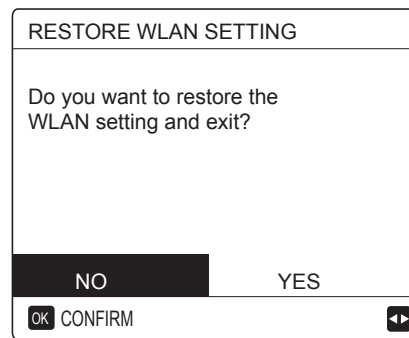 RESTORE WLAN SETTING
Do you want to restore the
WLAN setting and exit?
NO YES
OK CONFIRM